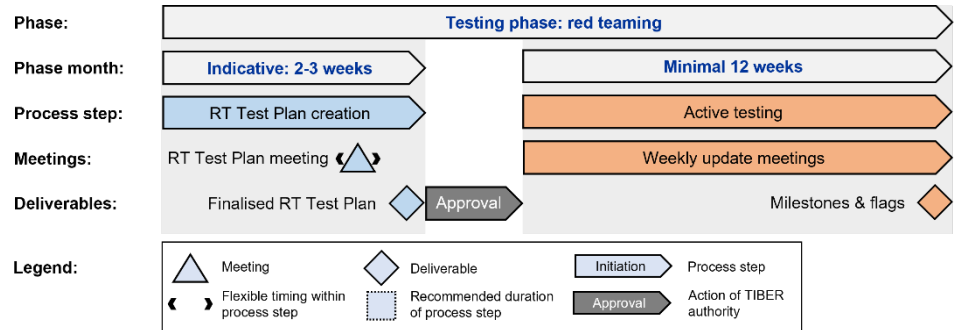 Phase: Testing phase: red teaming
Phase month: Indicative: 2-3 weeks Minimal 12 weeks
Process step: RT Test Plan creation Active testing
Meetings: RT Test Plan meeting Weekly update meetings
Deliverables: Finalised RT Test Plan Approval Milestones & flags
Legend: Meeting Deliverable Initiation Process step
Flexible timing within process step Recommended duration of process step Approval Action of TIBER authority